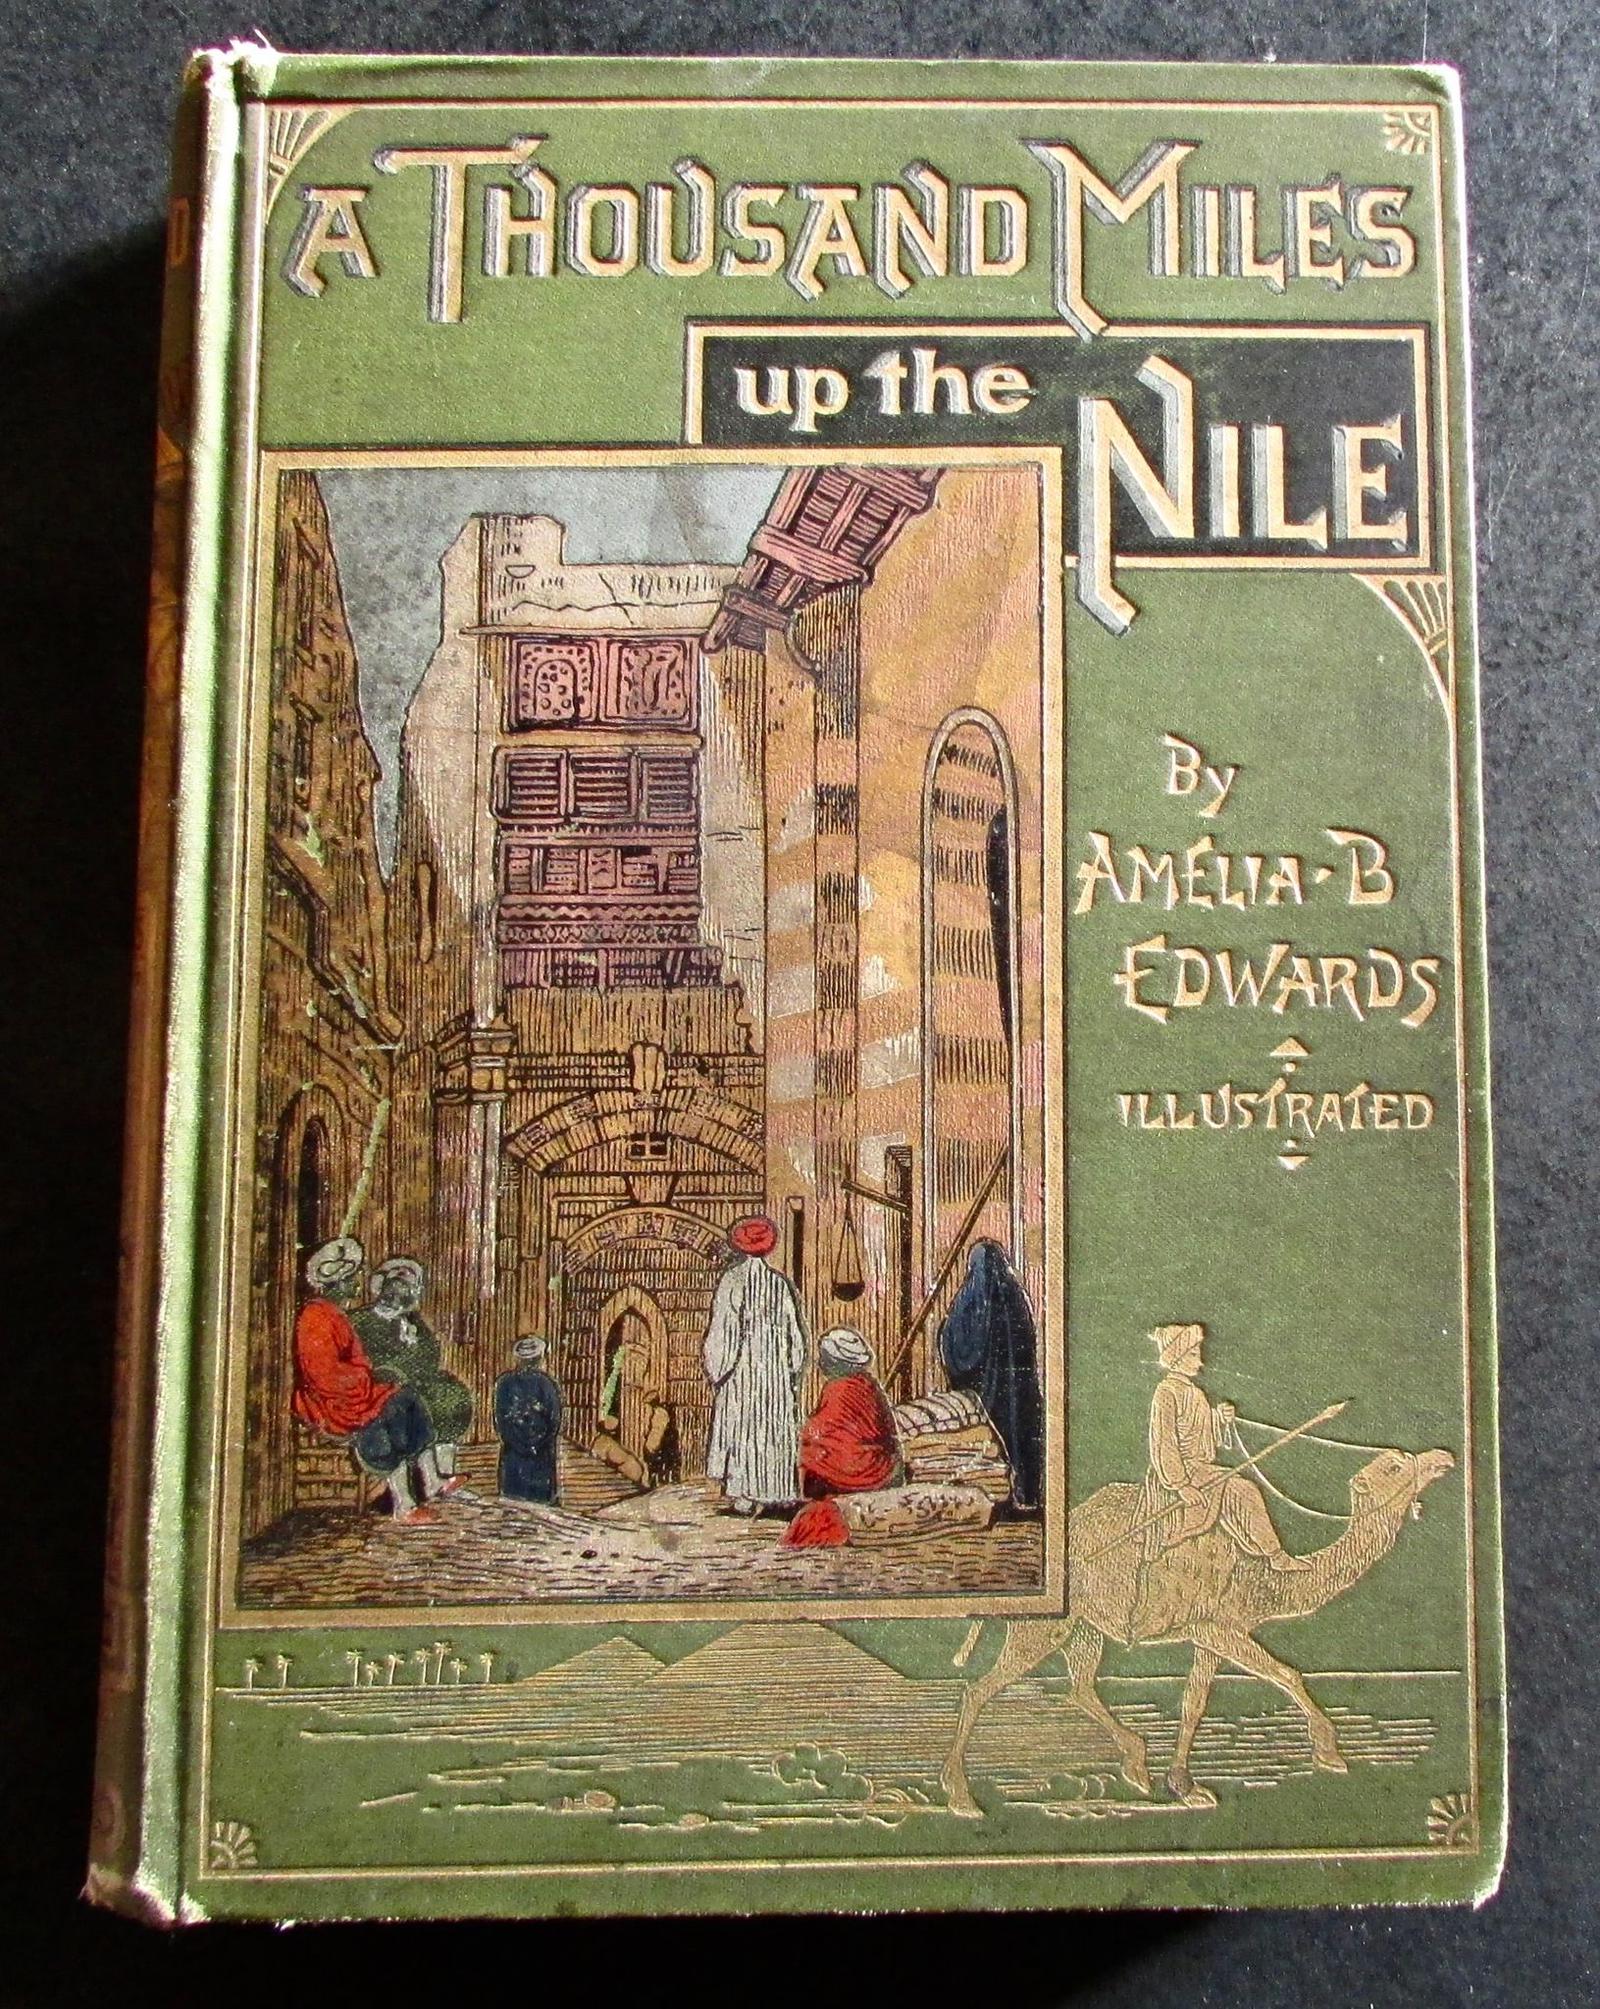 A THOUSAND MILES
up the NILE
By
AMELIA·B
EDWARDS
ILLUSTRATED